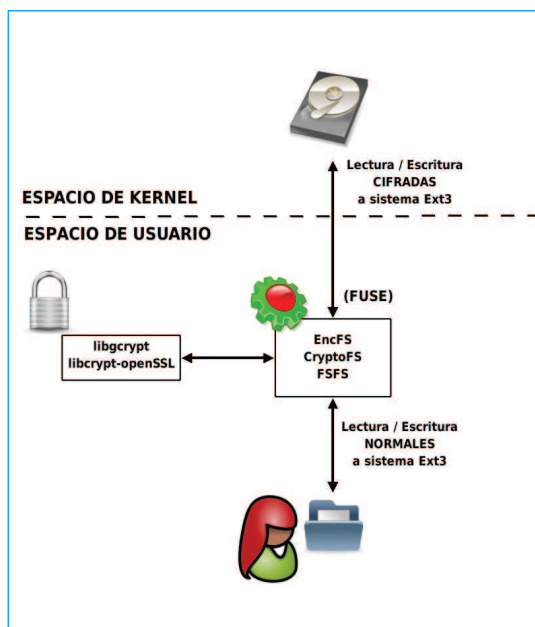 Lectura / Escritura
CIFRADAS
a sistema Ext3
ESPACIO DE KERNEL
ESPACIO DE USUARIO
(FUSE)
libgcrypt
libcrypt-openSSL
EncFS
CryptoFS
FSFS
Lectura / Escritura
NORMALES
a sistema Ext3